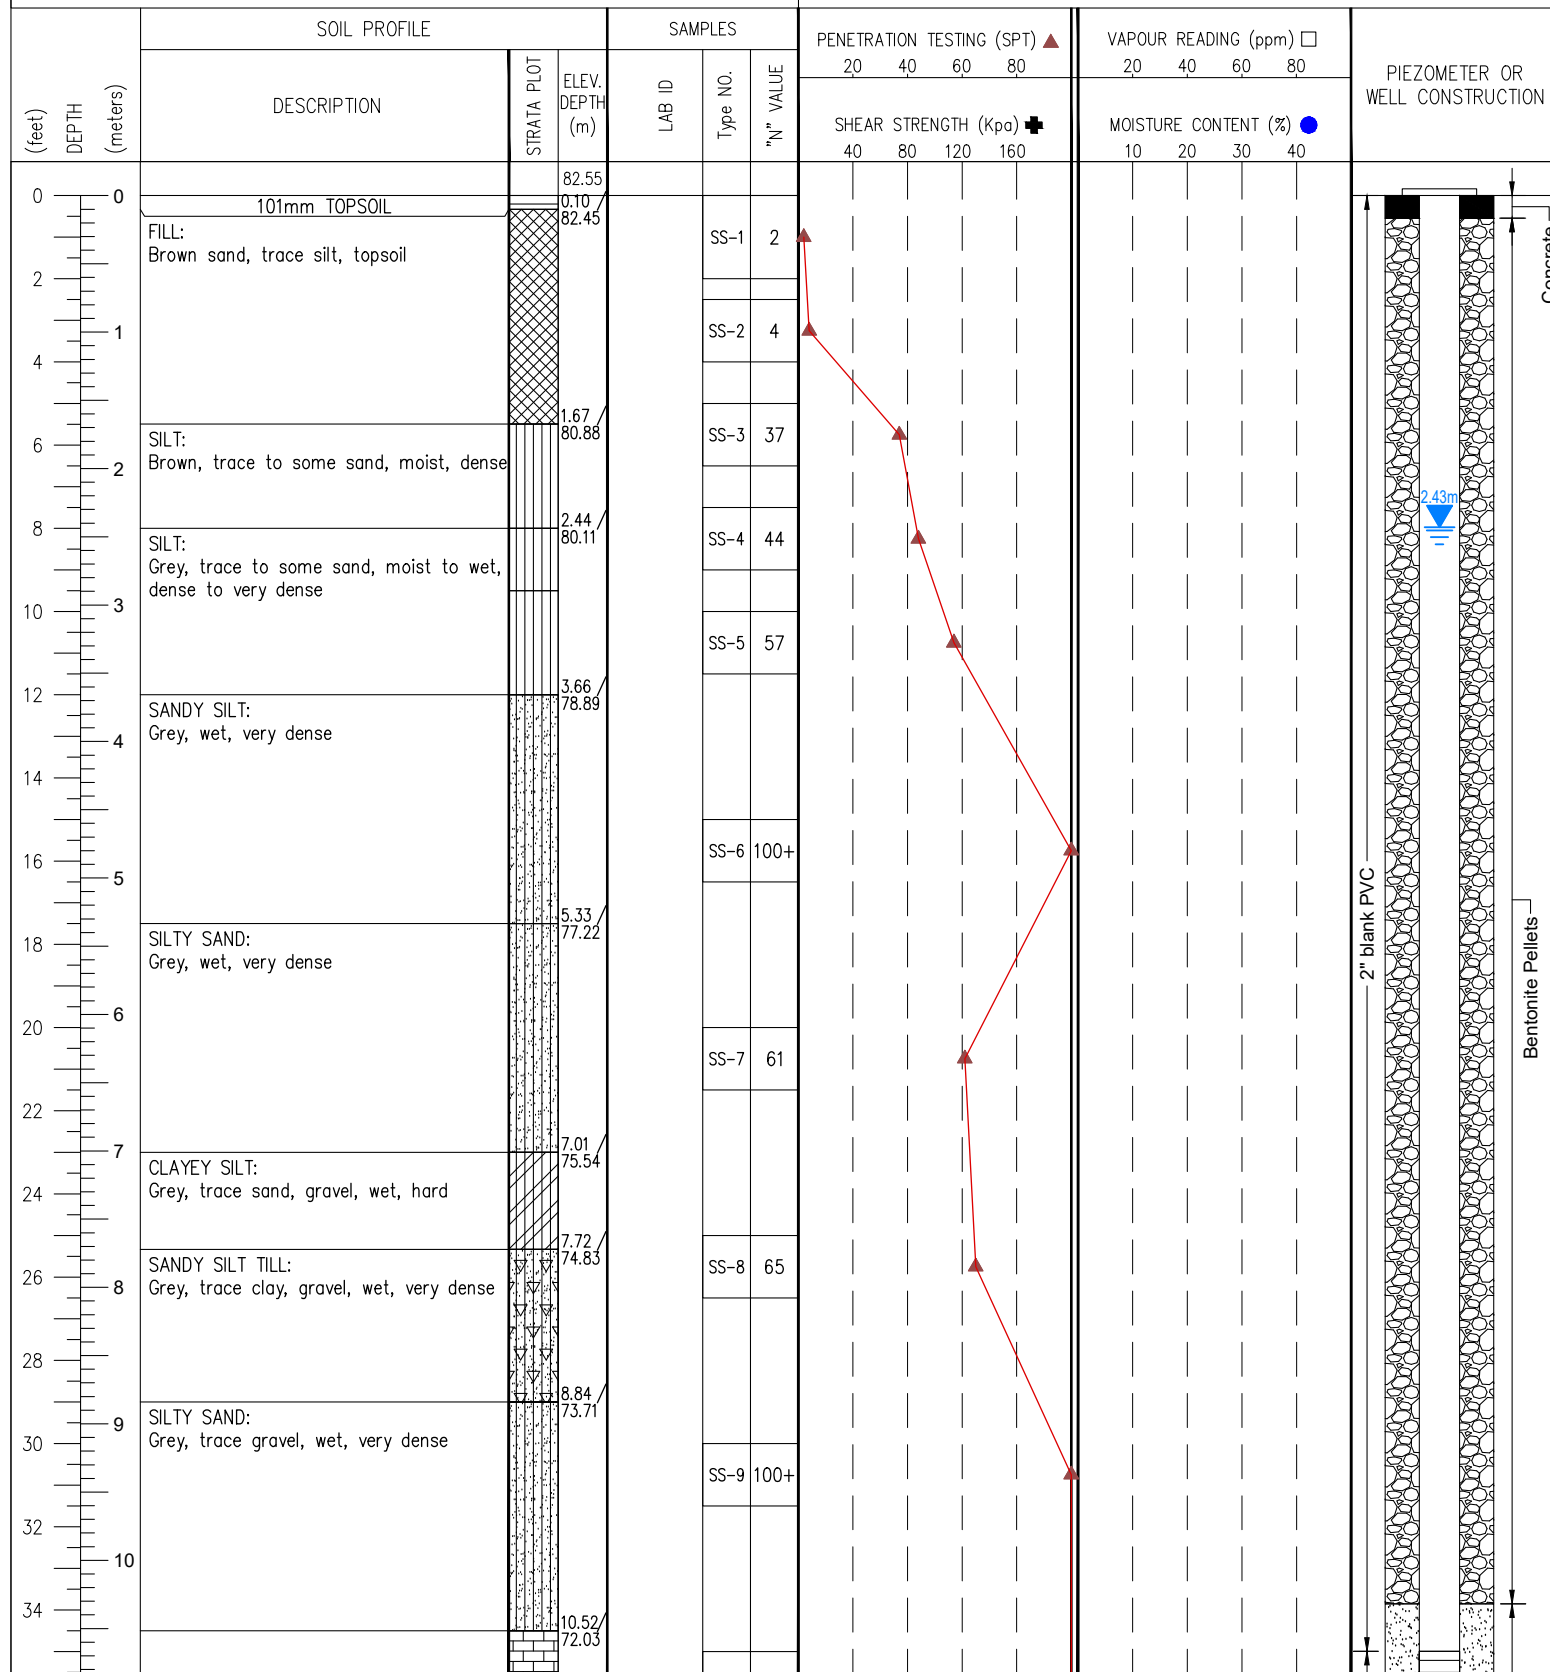 SOIL PROFILE
SAMPLES
PENETRATION TESTING (SPT)
20 40 60 80
SHEAR STRENGTH (Kpa)
40 80 120 160
VAPOUR READING (ppm)
20 40 60 80
MOISTURE CONTENT (%)
10 20 30 40
PIEZOMETER OR
WELL CONSTRUCTION
(feet)
DEPTH
(meters)
DESCRIPTION
STRATA PLOT
ELEV.
DEPTH
(m)
LAB ID
Type NO.
"N" VALUE
82.55
0 0
101mm TOPSOIL
0.10
82.45
FILL:
Brown sand, trace silt, topsoil
SS-1 2
2
SS-2 4
1
4
1.67
80.88
SILT:
Brown, trace to some sand, moist, dense
SS-3 37
6
2
2.44
80.11
8
SILT:
Grey, trace to some sand, moist to wet,
dense to very dense
SS-4 44
2.43m
3
10
SS-5 57
3.66
78.89
12
SANDY SILT:
Grey, wet, very dense
4
14
SS-6 100+
16
5
5.33
77.22
SILTY SAND:
Grey, wet, very dense
18
6
20
SS-7 61
22
7.01
75.54
7
CLAYEY SILT:
Grey, trace sand, gravel, wet, hard
24
7.72
74.83
SANDY SILT TILL:
Grey, trace clay, gravel, wet, very dense
SS-8 65
26
8
28
8.84
73.71
SILTY SAND:
Grey, trace gravel, wet, very dense
9
30
SS-9 100+
32
10
34
10.52
72.03
2" blank PVC
Concrete
Bentonite Pellets